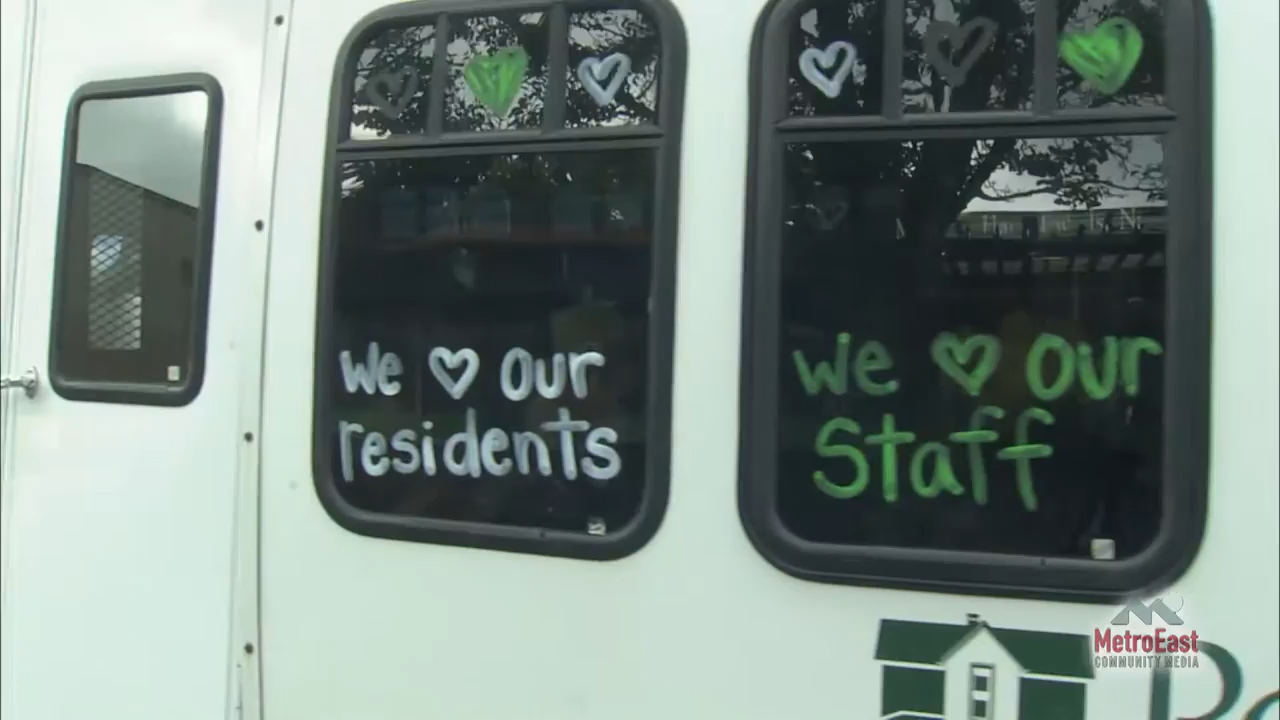 we ♡ our
residents
we ♡ our
Staff
MetroEast
COMMUNITY MEDIA